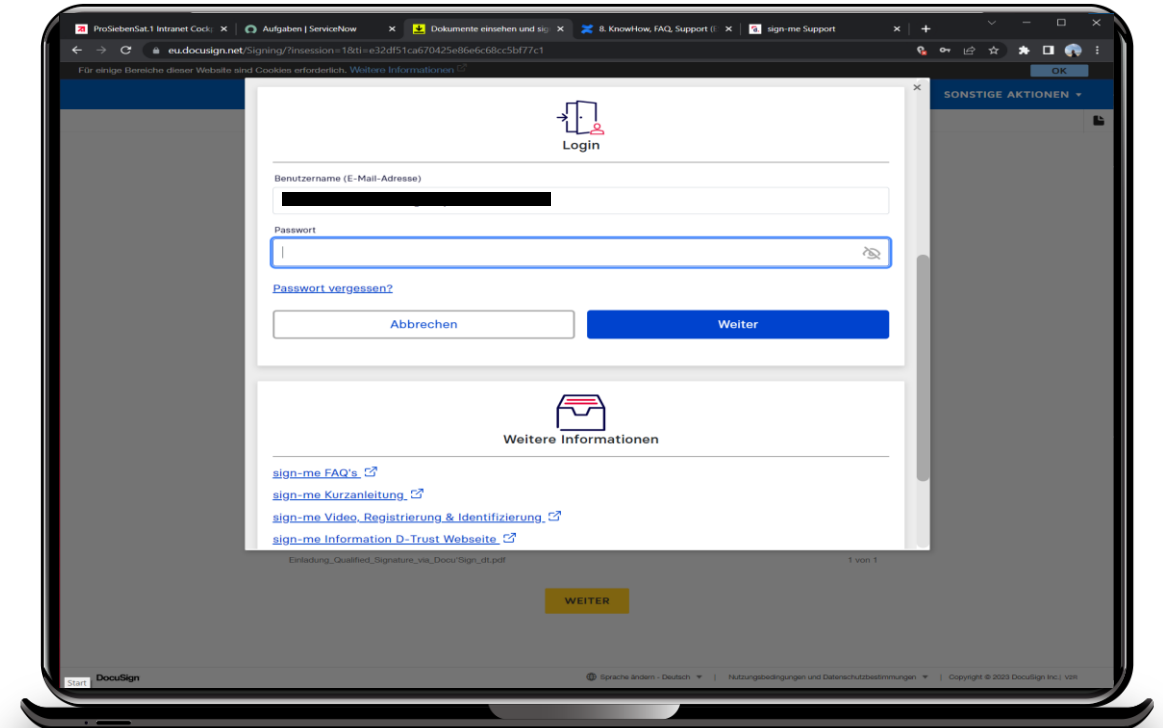 ProSiebenSat.1 Intranet Cockp
Aufgaben | ServiceNow
Dokumente einsehen und sig
8. KnowHow, FAQ, Support (
sign-me Support
eu.docusign.net/Signing/?insession=1&ti=e32df51ca670425e86e6c68cc5bf77c1
Für einige Bereiche dieser Website sind Cookies erforderlich. Weitere Informationen
OK
SONSTIGE AKTIONEN
Login
Benutzername (E-Mail-Adresse)
Passwort
Passwort vergessen?
Abbrechen
Weiter
Weitere Informationen
sign-me FAQ's
sign-me Kurzanleitung
sign-me Video, Registrierung & Identifizierung
sign-me Information D-Trust Webseite
Einladung_Qualified_Signature_via_Docu'Sign_dt.pdf
1 von 1
WEITER
Start
DocuSign
Sprache ändern - Deutsch
| Nutzungsbedingungen und Datenschutzbestimmungen
| Copyright © 2023 DocuSign Inc.| V2R